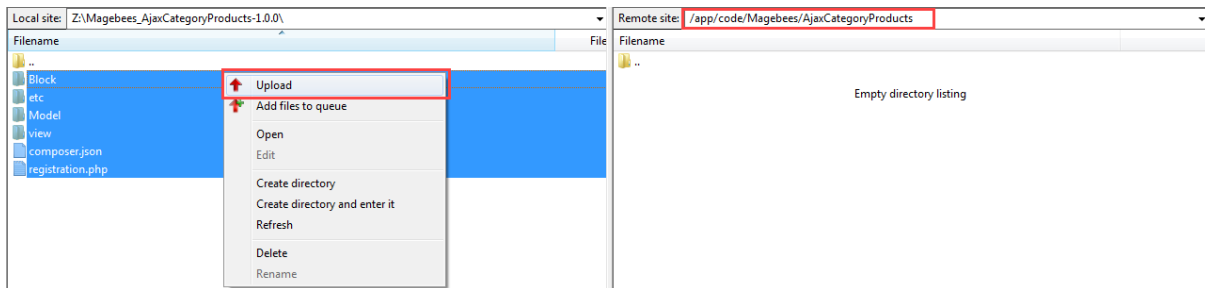 Local site: Z:\Magebees_AjaxCategoryProducts-1.0.0\
Filename File
..
Block
etc
Model
view
composer.json
registration.php
Upload
Add files to queue
Open
Edit
Create directory
Create directory and enter it
Refresh
Delete
Rename
Remote site: /app/code/Magebees/AjaxCategoryProducts
Filename
..
Empty directory listing